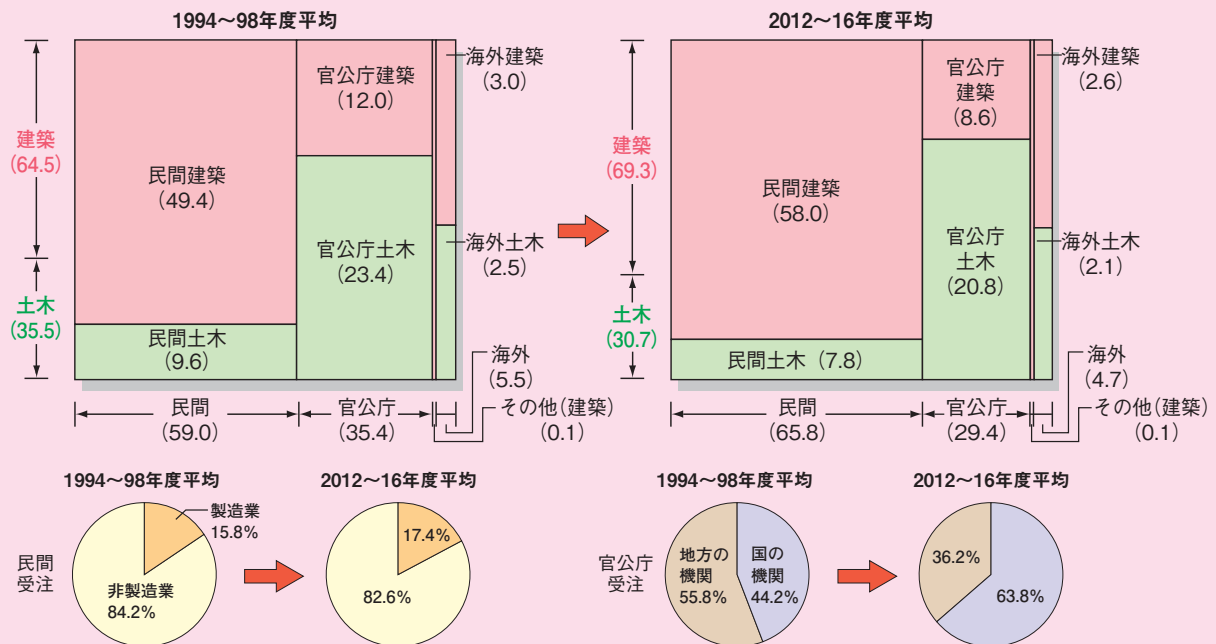 1994～98年度平均
建築
(64.5)
土木
(35.5)
民間建築
(49.4)
民間土木
(9.6)
官公庁建築
(12.0)
官公庁土木
(23.4)
海外建築
(3.0)
海外土木
(2.5)
海外
(5.5)
民間
(59.0)
官公庁
(35.4)
その他(建築)
(0.1)
2012～16年度平均
建築
(69.3)
土木
(30.7)
民間建築
(58.0)
民間土木 (7.8)
官公庁
建築
(8.6)
官公庁
土木
(20.8)
海外建築
(2.6)
海外土木
(2.1)
海外
(4.7)
民間
(65.8)
官公庁
(29.4)
その他(建築)
(0.1)
民間
受注
1994～98年度平均
製造業
15.8%
非製造業
84.2%
2012～16年度平均
17.4%
82.6%
官公庁
受注
1994～98年度平均
地方の
機関
55.8%
国の
機関
44.2%
2012～16年度平均
36.2%
63.8%